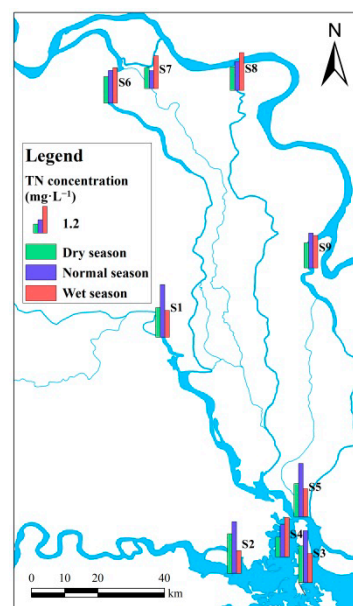 N
S7
S8
S6
Legend
TN concentration
(mg·L⁻¹)
1.2
Dry season
Normal season
Wet season
S9
S1
S5
S4
S2
S3
0 10 20 40
km